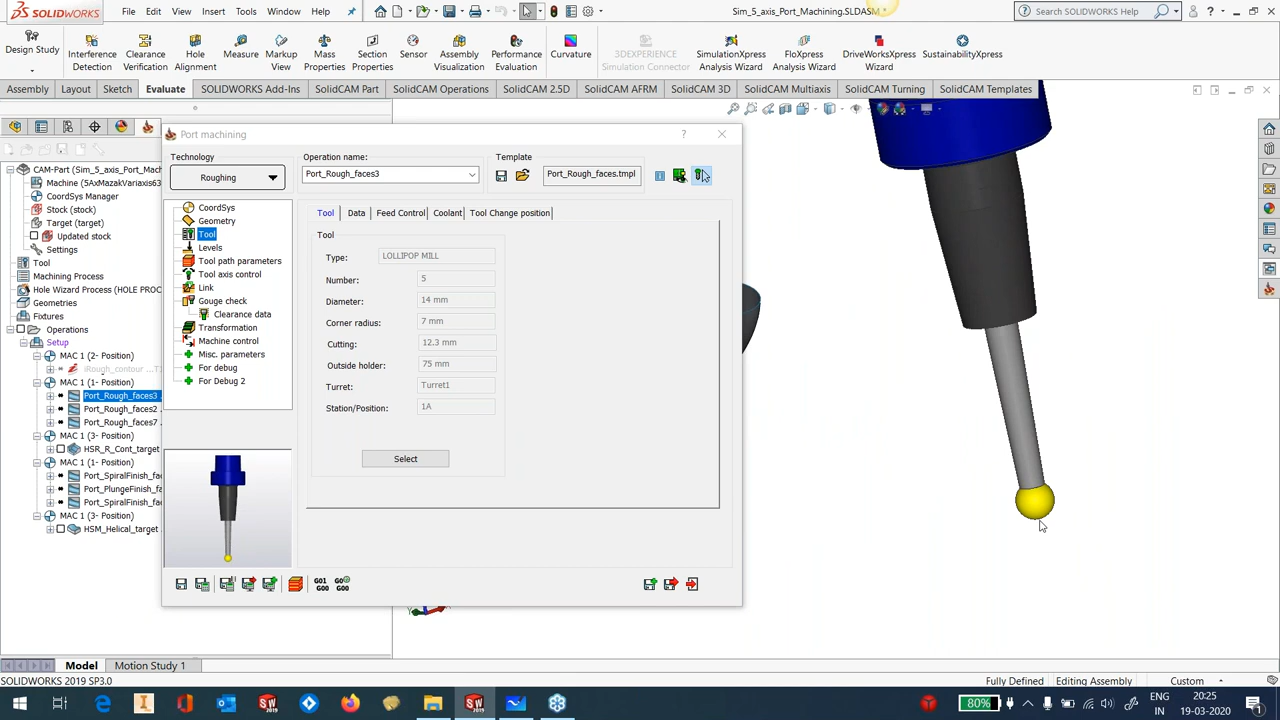 SOLIDWORKS File Edit View Insert Tools Window Help Sim_5_axis_Port_Machining.SLDASM * Search SOLIDWORKS Help
Design Study Interference Detection Clearance Verification Hole Alignment Measure Markup View Mass Properties Section Properties Sensor Assembly Visualization Performance Evaluation Curvature 3DEXPERIENCE Simulation Connector SimulationXpress Analysis Wizard FloXpress Analysis Wizard DriveWorksXpress Wizard SustainabilityXpress
Assembly Layout Sketch Evaluate SOLIDWORKS Add-Ins SolidCAM Part SolidCAM Operations SolidCAM 2.5D SolidCAM AFRM SolidCAM 3D SolidCAM Multiaxis SolidCAM Turning SolidCAM Templates
CAM-Part (Sim_5_axis_Port_Mach
Machine (5AxMazakVariaxis63
CoordSys Manager
Stock (stock)
Target (target)
Updated stock
Settings
Tool
Machining Process
Hole Wizard Process (HOLE PROC
Geometries
Fixtures
Operations
Setup
MAC 1 (2- Position)
iRough_contour ...T)
MAC 1 (1- Position)
Port_Rough_faces3 ..
Port_Rough_faces2 .
Port_Rough_faces7 .
MAC 1 (3- Position)
HSR_R_Cont_target
MAC 1 (1- Position)
Port_SpiralFinish_fac
Port_PlungeFinish_fa
Port_SpiralFinish_fac
MAC 1 (3- Position)
HSM_Helical_target
Port machining ?
Technology
Roughing
Operation name:
Port_Rough_faces3
Template
Port_Rough_faces.tmpl
CoordSys
Geometry
Tool
Levels
Tool path parameters
Tool axis control
Link
Gouge check
Clearance data
Transformation
Machine control
Misc. parameters
For debug
For Debug 2
Tool Data Feed Control Coolant Tool Change position
Tool
Type: LOLLIPOP MILL
Number: 5
Diameter: 14 mm
Corner radius: 7 mm
Cutting: 12.3 mm
Outside holder: 75 mm
Turret: Turret1
Station/Position: 1A
Select
G01 G00
G00
Model Motion Study 1
SOLIDWORKS 2019 SP3.0 Fully Defined Editing Assembly Custom
80% ENG 20:25
IN 19-03-2020